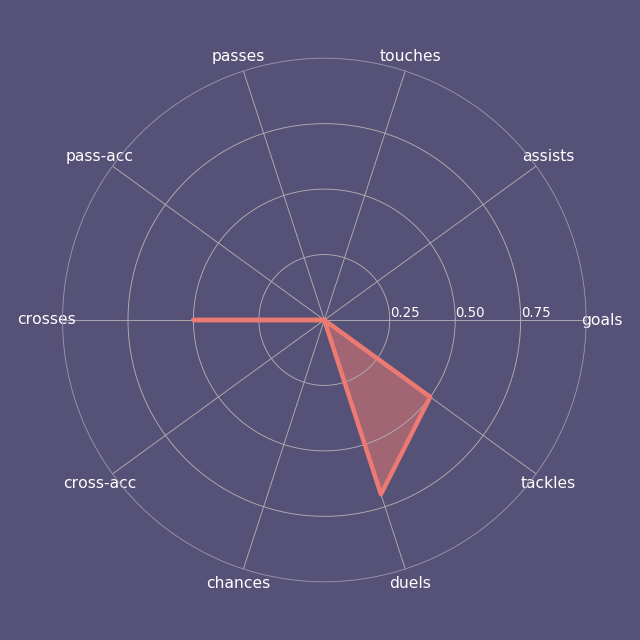 passes
touches
pass-acc
assists
0.25
0.50
0.75
crosses
goals
cross-acc
tackles
chances
duels